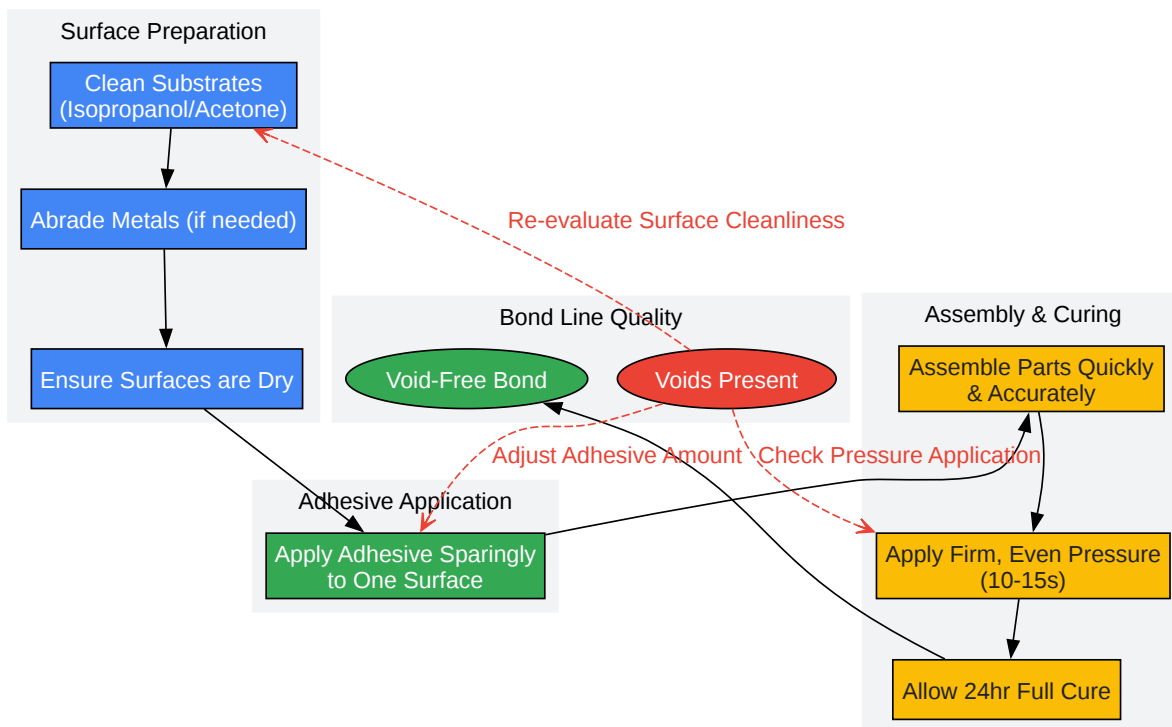 Surface Preparation
Clean Substrates
(Isopropanol/Acetone)
Abrade Metals (if needed)
Ensure Surfaces are Dry
Re-evaluate Surface Cleanliness
Bond Line Quality
Void-Free Bond
Voids Present
Adjust Adhesive Amount
Check Pressure Application
Adhesive Application
Apply Adhesive Sparingly
to One Surface
Assembly & Curing
Assemble Parts Quickly
& Accurately
Apply Firm, Even Pressure
(10-15s)
Allow 24hr Full Cure